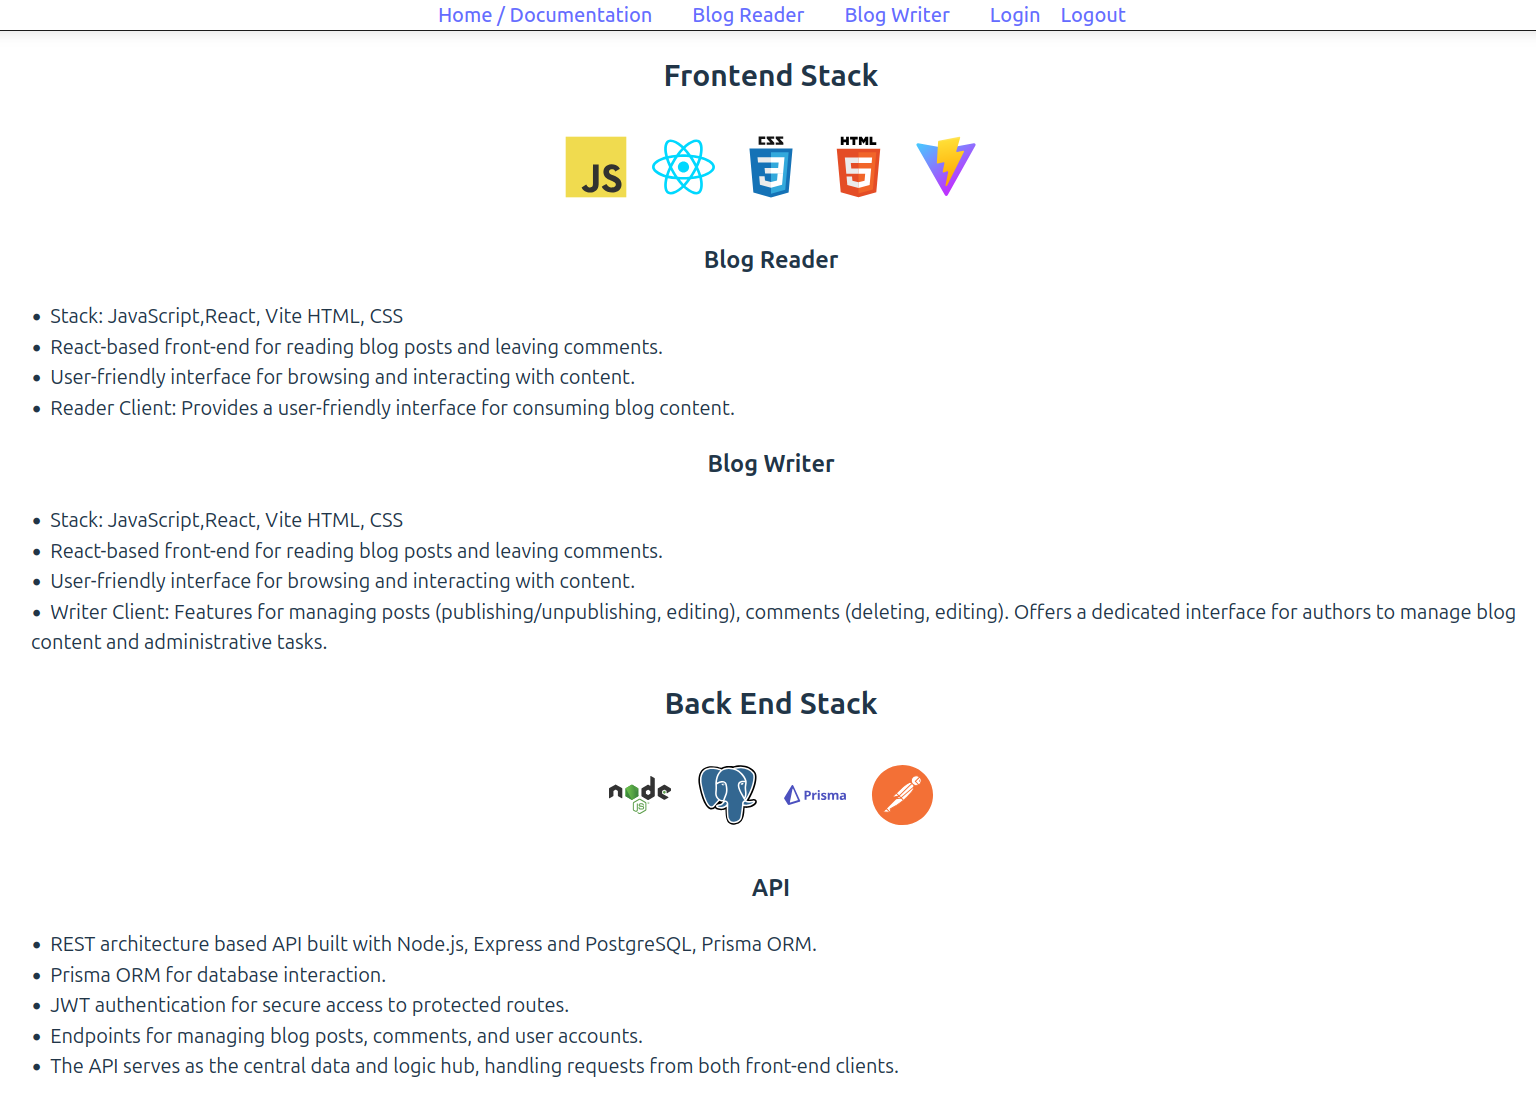 Home / Documentation Blog Reader Blog Writer Login Logout
Frontend Stack
JS CSS 3 HTML 5
Blog Reader
• Stack: JavaScript,React, Vite HTML, CSS
• React-based front-end for reading blog posts and leaving comments.
• User-friendly interface for browsing and interacting with content.
• Reader Client: Provides a user-friendly interface for consuming blog content.
Blog Writer
• Stack: JavaScript,React, Vite HTML, CSS
• React-based front-end for reading blog posts and leaving comments.
• User-friendly interface for browsing and interacting with content.
• Writer Client: Features for managing posts (publishing/unpublishing, editing), comments (deleting, editing). Offers a dedicated interface for authors to manage blog
content and administrative tasks.
Back End Stack
node JS Prisma
API
• REST architecture based API built with Node.js, Express and PostgreSQL, Prisma ORM.
• Prisma ORM for database interaction.
• JWT authentication for secure access to protected routes.
• Endpoints for managing blog posts, comments, and user accounts.
• The API serves as the central data and logic hub, handling requests from both front-end clients.